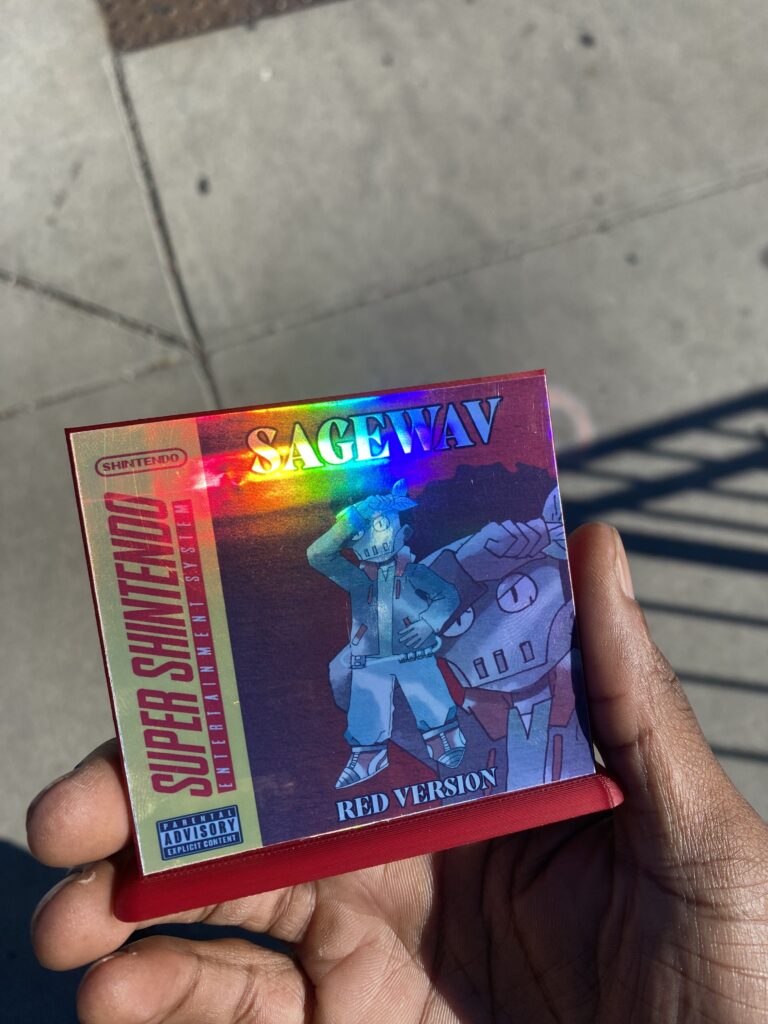 SHINTENDO
SUPER SHINTENDO
ENTERTAINMENT SYSTEM
PARENTAL
ADVISORY
EXPLICIT CONTENT
SAGEWAV
RED VERSION